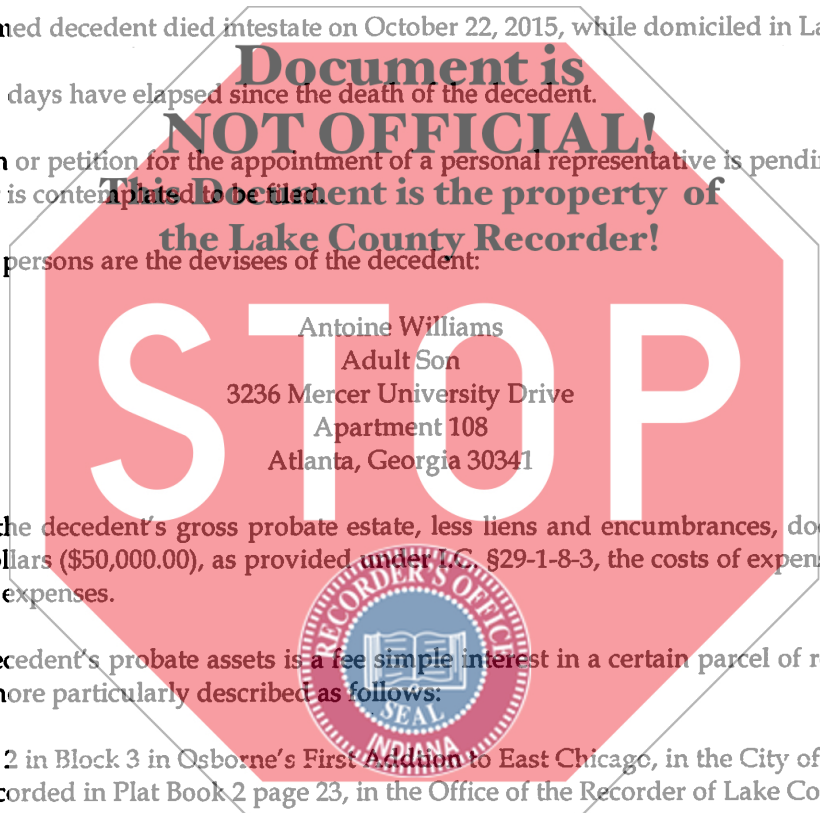 med decedent died intestate on October 22, 2015, while domiciled in La
Document is
days have elapsed since the death of the decedent.
NOT OFFICIAL!
n or petition for the appointment of a personal representative is pendin
This Document is the property of
is contemplated to be filed.
the Lake County Recorder!
persons are the devisees of the decedent:
STOP
Antoine Williams
Adult Son
3236 Mercer University Drive
Apartment 108
Atlanta, Georgia 30341
the decedent's gross probate estate, less liens and encumbrances, do
llars ($50,000.00), as provided under I.C. §29-1-8-3, the costs of expen
expenses.
RECORDER'S OFFICE
ecedent's probate assets is a fee simple interest in a certain parcel of r
nore particularly described as follows:
SEAL
INDIANA
2 in Block 3 in Osborne's First Addition to East Chicago, in the City of
corded in Plat Book 2 page 23, in the Office of the Recorder of Lake Co